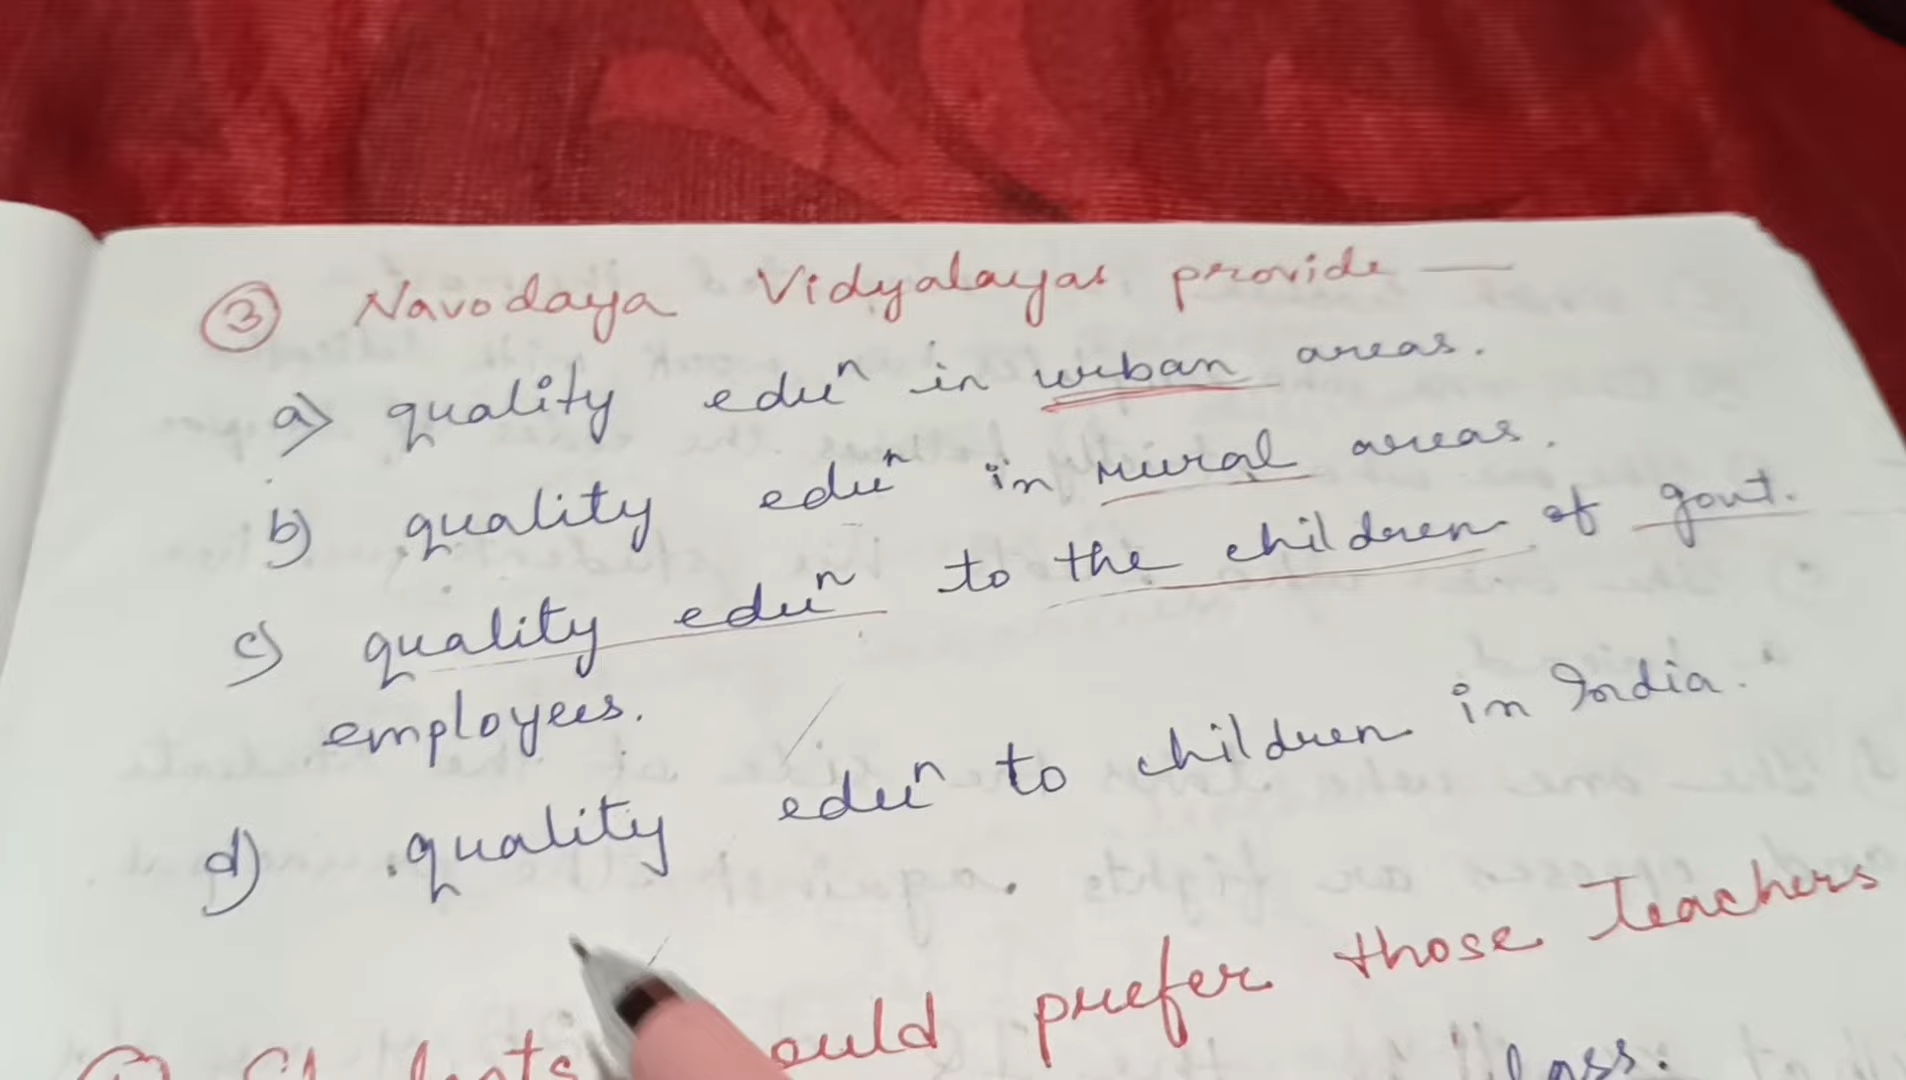 3 Navodaya Vidyalayas provide —
a) quality eduⁿ in urban areas.
b) quality eduⁿ in rural areas.
c) quality eduⁿ to the children of govt.
employees.
d) quality eduⁿ to children in India.
prefer those Teachers